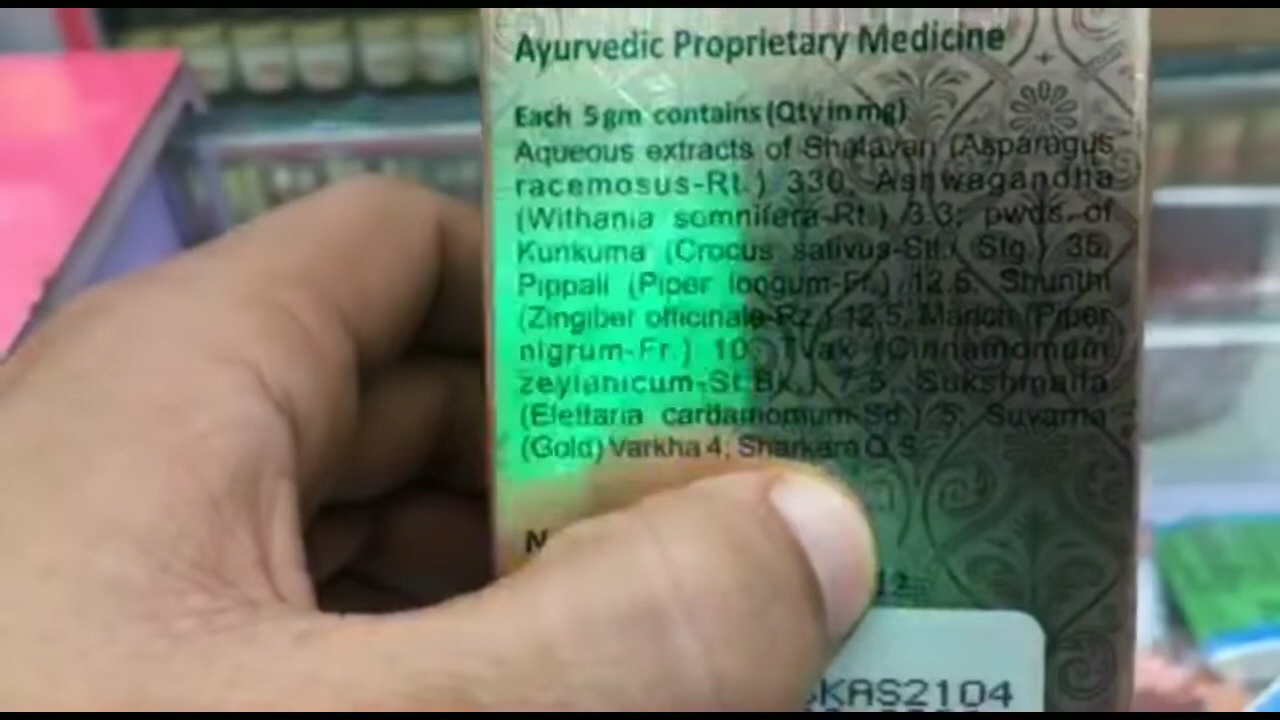 Ayurvedic Proprietary Medicine
Each 5gm contains (Qty in mg)
Aqueous extracts of Shatavari (Asparagus
racemosus-Rt.) 330, Ashwagandha
(Withania somnifera-Rt.) 3.3; pwds. of
Kunkuma (Crocus sativus-Stl./ Stg.) 35,
Pippali (Piper longum-Fr.) 12.5, Shunthi
(Zingiber officinale-Rz.) 12.5, Marich (Piper
nigrum-Fr.) 10, Tvak (Cinnamomum
zeylanicum-St.Bk.) 7.5, Sukshmaila
(Elettaria cardamomum-Sd.) 5, Suvarna
(Gold) Varkha 4, Sharkara Q.S.
KAS2104